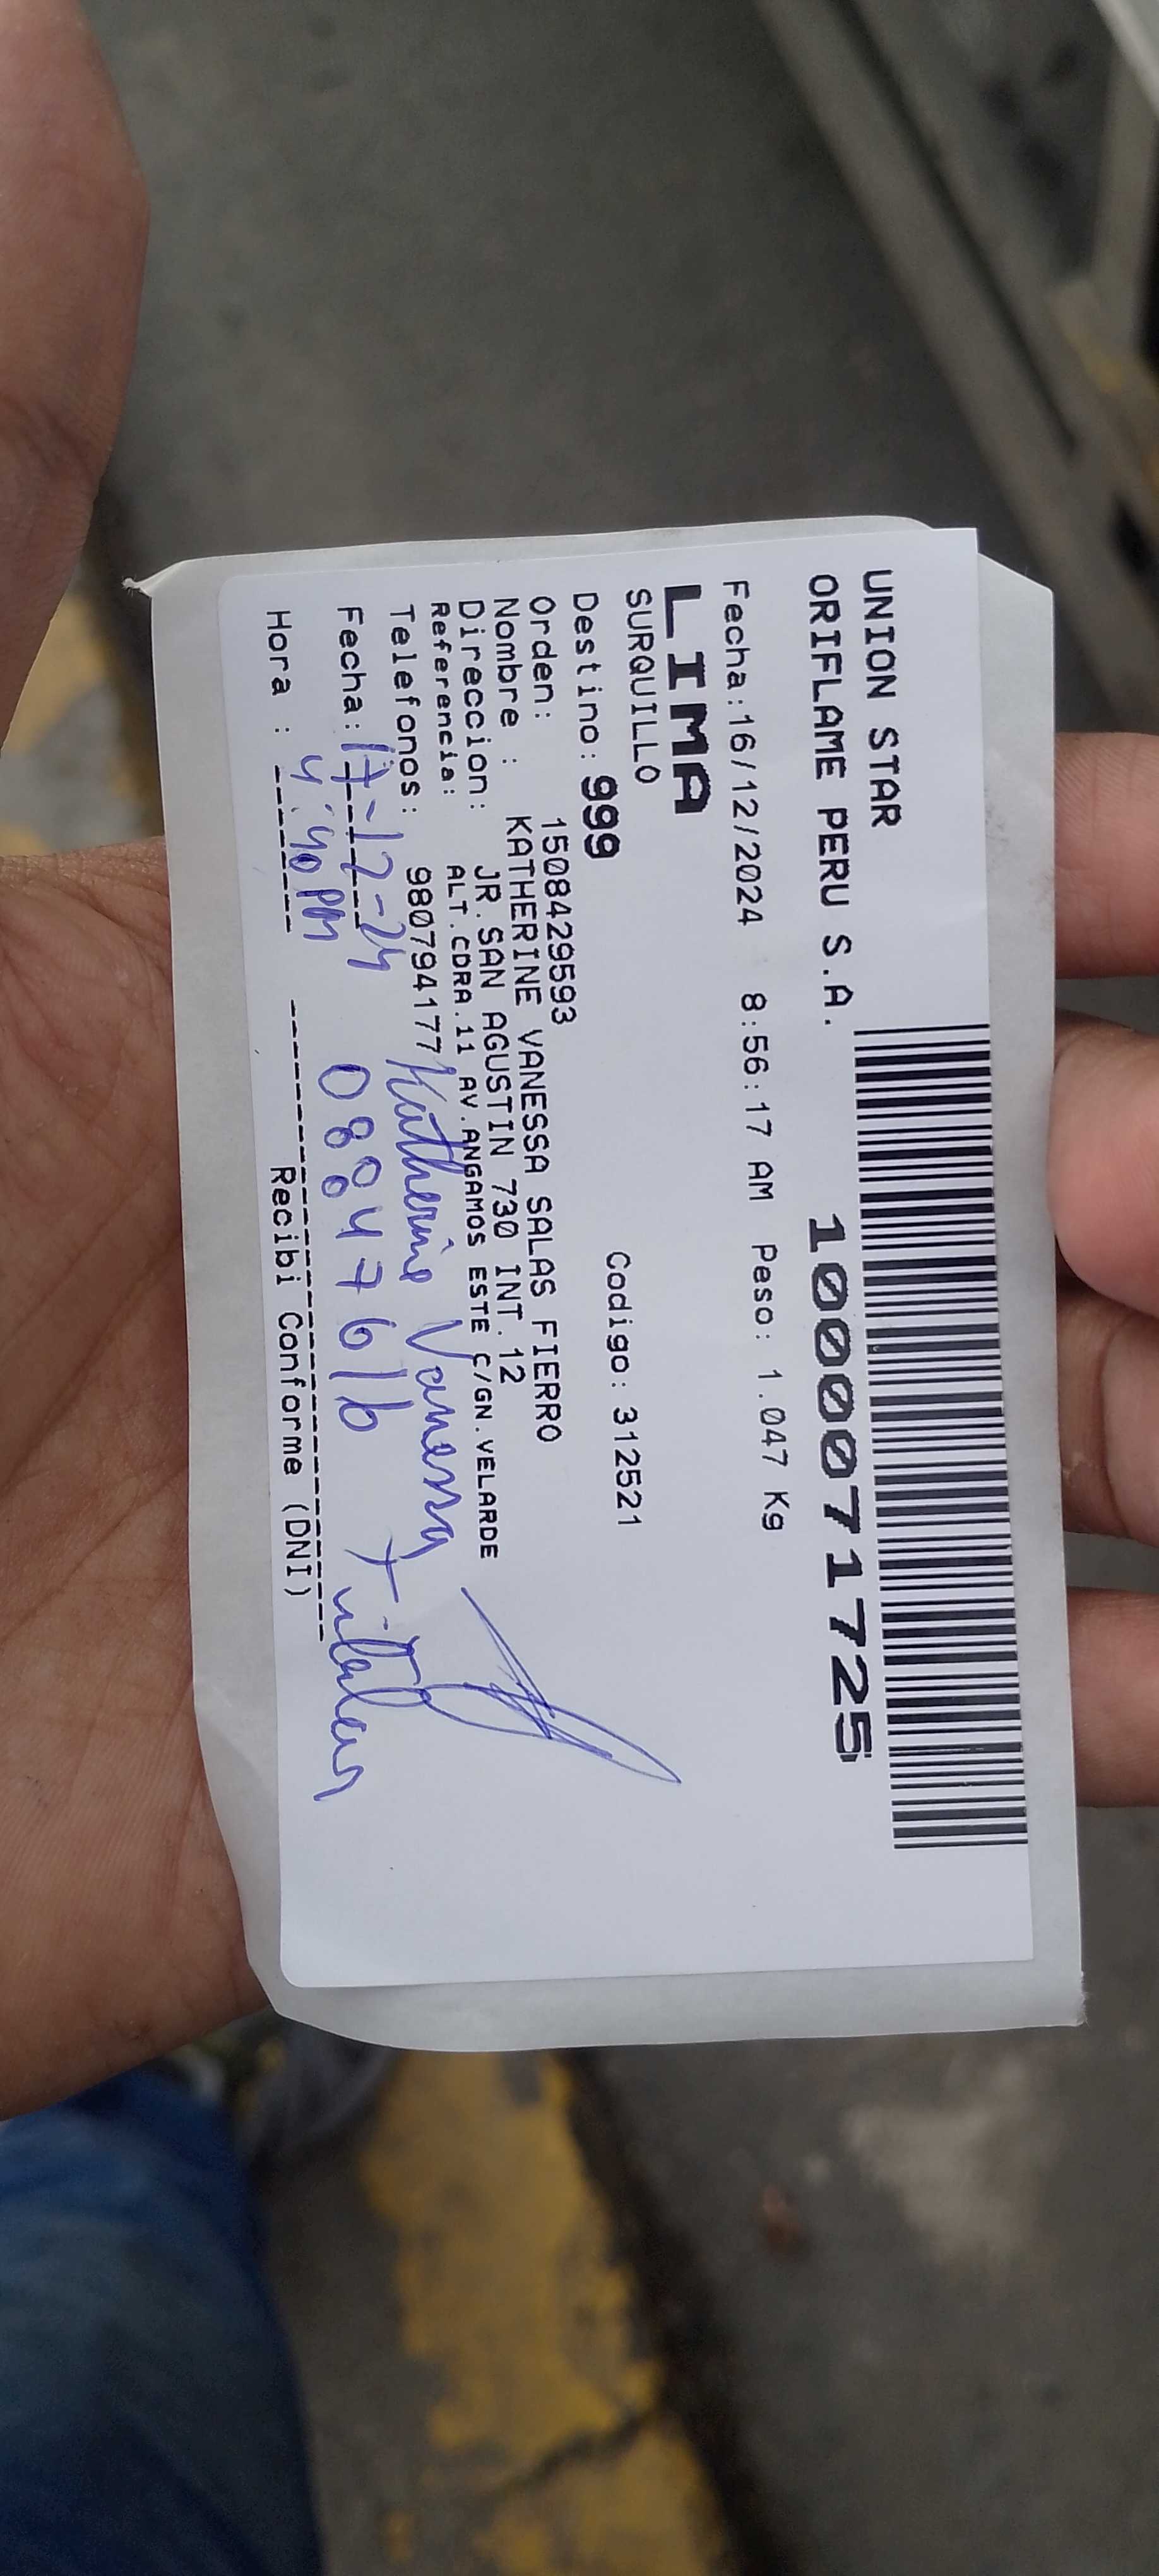 UNION STAR
ORIFLAME PERU S.A. 1000071725
Fecha:16/12/2024 8:56:17 AM Peso: 1.047 Kg
LIMA
SURQUILLO
Destino: 999 Codigo: 312521
Orden: 1508429593
Nombre : KATHERINE VANESSA SALAS FIERRO
Direccion: JR.SAN AGUSTIN 730 INT.12
Referencia: ALT.CDRA.11 AV.ANGAMOS ESTE C/GN.VELARDE
Telefonos: 980794177 Katherine Vanessa
Fecha: 17-12-24 titular
Hora : 4:40 PM
Recibi Conforme (DNI)